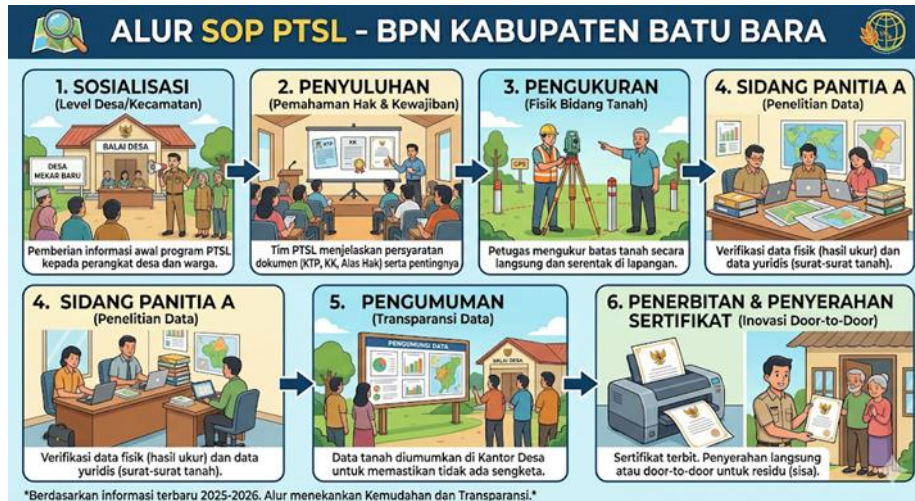 ALUR SOP PTSL - BPN KABUPATEN BATU BARA
1. SOSIALISASI
(Level Desa/Kecamatan)
BALAI DESA
DESA
MEKAR BARU
Pemberian informasi awal program PTSL
kepada perangkat desa dan warga.
2. PENYULUHAN
(Pemahaman Hak & Kewajiban)
KTP
KK
Tim PTSL menjelaskan persyaratan
dokumen (KTP, KK, Alas Hak) serta pentingnya
3. PENGUKURAN
(Fisik Bidang Tanah)
GPS
Petugas mengukur batas tanah secara
langsung dan serentak di lapangan.
4. SIDANG PANITIA A
(Penelitian Data)
Verifikasi data fisik (hasil ukur) dan
data yuridis (surat-surat tanah).
4. SIDANG PANITIA A
(Penelitian Data)
Verifikasi data fisik (hasil ukur) dan data
yuridis (surat-surat tanah).
5. PENGUMUMAN
(Transparansi Data)
PENGUMUNSI DATA
BALAI DESA
Data tanah diumumkan di Kantor Desa
untuk memastikan tidak ada sengketa.
6. PENERBITAN & PENYERAHAN
SERTIFIKAT (Inovasi Door-to-Door)
Sertifikat terbit. Penyerahan langsung
atau door-to-door untuk residu (sisa).
*Berdasarkan informasi terbaru 2025-2026. Alur menekankan Kemudahan dan Transparansi.*